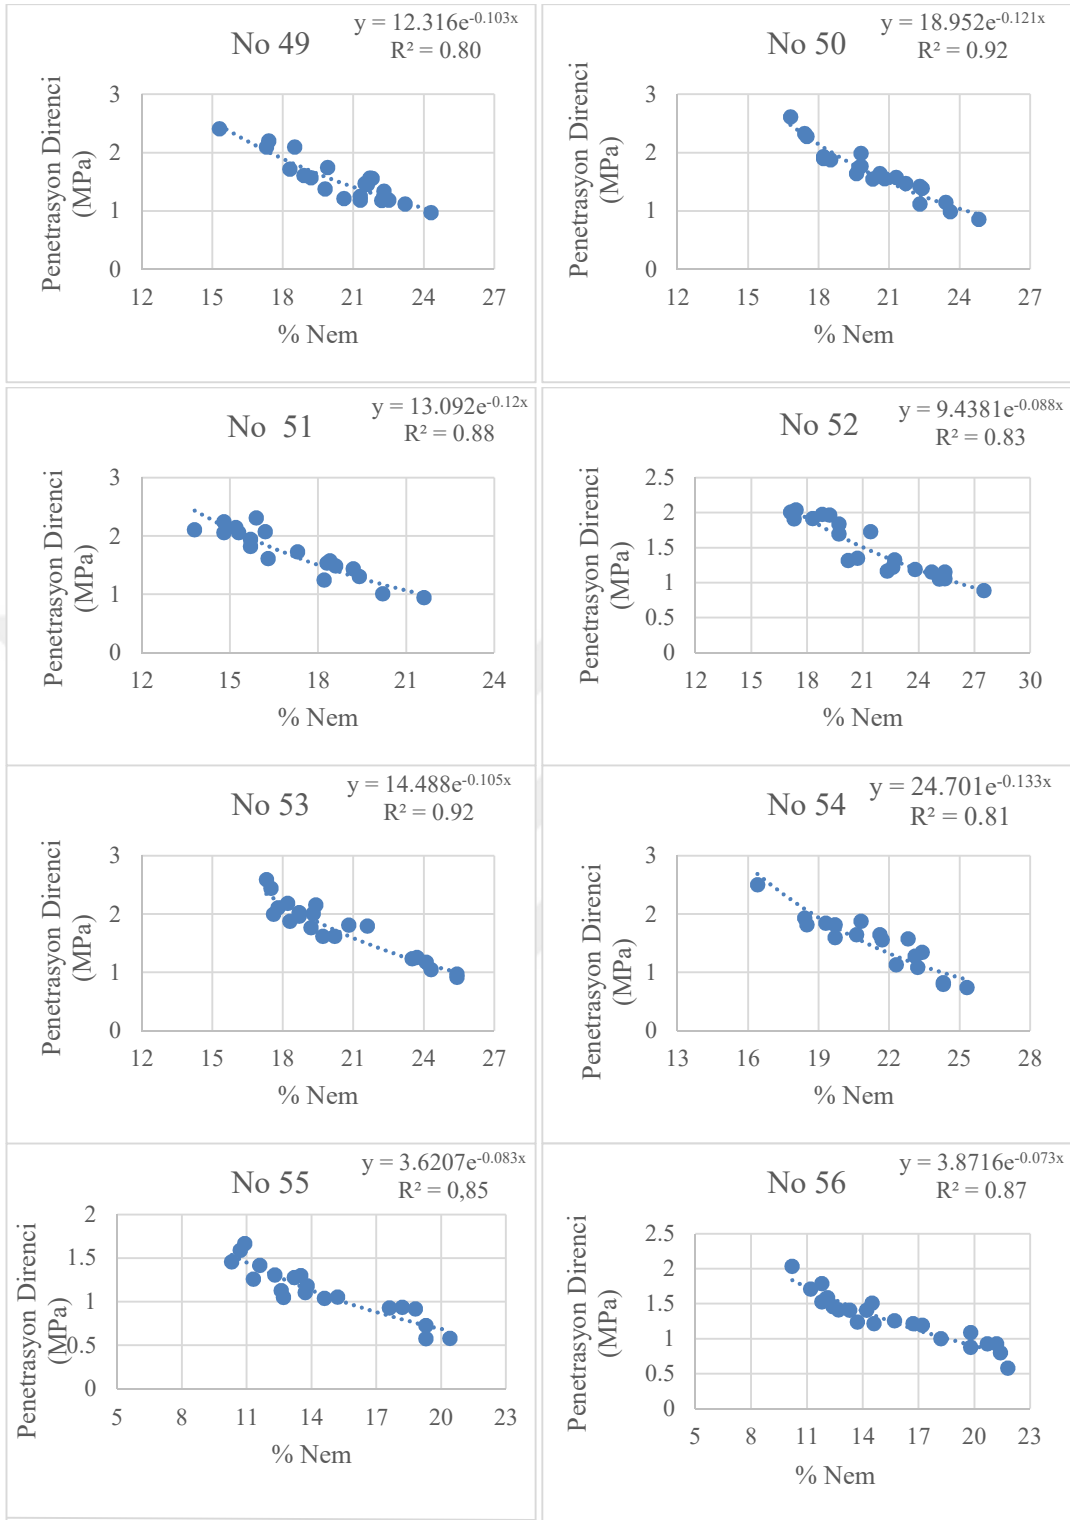 No 49
y = 12.316e^-0.103x
R² = 0.80
Penetrasyon Direnci
(MPa)
3
2
1
0
12 15 18 21 24 27
% Nem
No 50
y = 18.952e^-0.121x
R² = 0.92
Penetrasyon Direnci
(MPa)
3
2
1
0
12 15 18 21 24 27
% Nem
No 51
y = 13.092e^-0.12x
R² = 0.88
Penetrasyon Direnci
(MPa)
3
2
1
0
12 15 18 21 24
% Nem
No 52
y = 9.4381e^-0.088x
R² = 0.83
Penetrasyon Direnci
(MPa)
2.5
2
1.5
1
0.5
0
12 15 18 21 24 27 30
% Nem
No 53
y = 14.488e^-0.105x
R² = 0.92
Penetrasyon Direnci
(MPa)
3
2
1
0
12 15 18 21 24 27
% Nem
No 54
y = 24.701e^-0.133x
R² = 0.81
Penetrasyon Direnci
(MPa)
3
2
1
0
13 16 19 22 25 28
% Nem
No 55
y = 3.6207e^-0.083x
R² = 0,85
Penetrasyon Direnci
(MPa)
2
1.5
1
0.5
0
5 8 11 14 17 20 23
% Nem
No 56
y = 3.8716e^-0.073x
R² = 0.87
Penetrasyon Direnci
(MPa)
2.5
2
1.5
1
0.5
0
5 8 11 14 17 20 23
% Nem